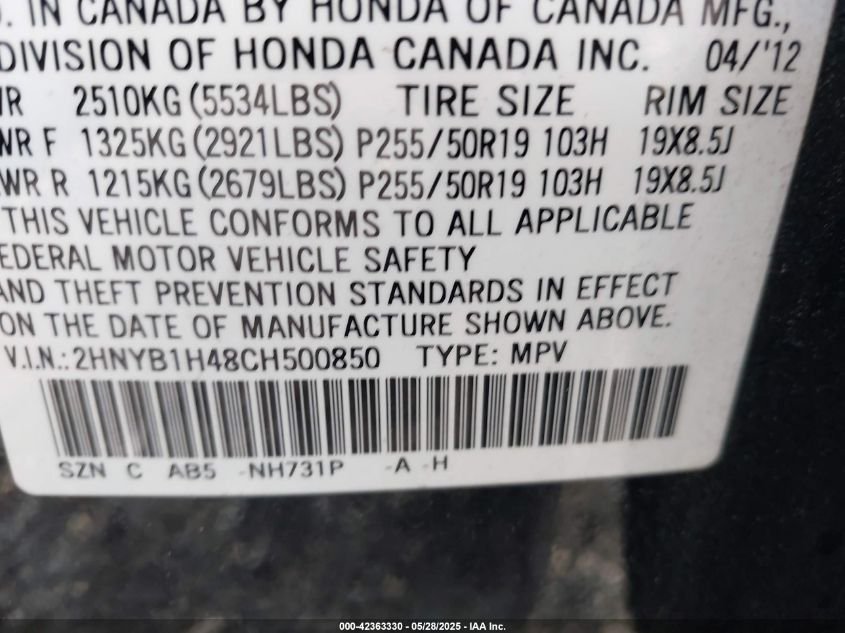 . IN CANADA BY HONDA OF CANADA MFG.,
DIVISION OF HONDA CANADA INC. 04/'12
WR 2510KG (5534LBS) TIRE SIZE RIM SIZE
WR F 1325KG (2921LBS) P255/50R19 103H 19X8.5J
WR R 1215KG (2679LBS) P255/50R19 103H 19X8.5J
THIS VEHICLE CONFORMS TO ALL APPLICABLE
EDERAL MOTOR VEHICLE SAFETY
AND THEFT PREVENTION STANDARDS IN EFFECT
ON THE DATE OF MANUFACTURE SHOWN ABOVE.
V.I.N.: 2HNYB1H48CH500850 TYPE: MPV
SZN C AB5 -NH731P -A -H
000-42363330 - 05/28/2025 - IAA Inc.